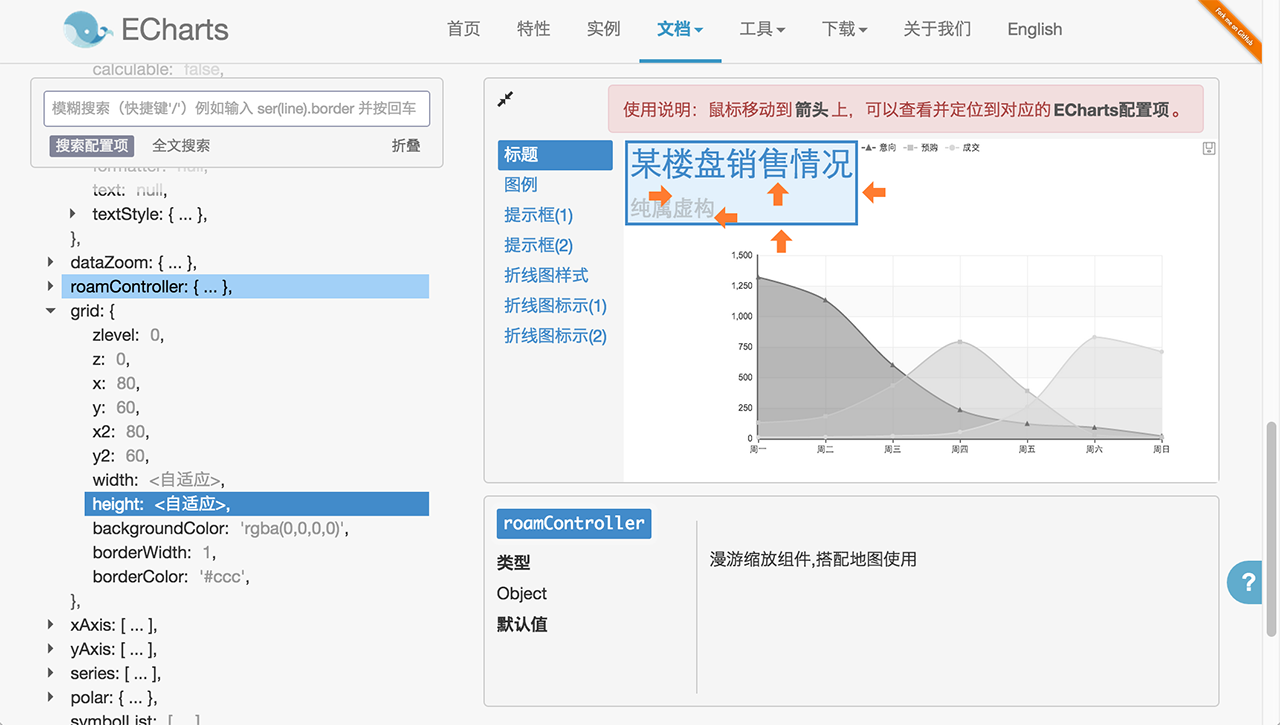 ECharts
首页
特性
实例
文档
工具
下载
关于我们
English
Fork me on GitHub
calculable: false,
模糊搜索（快捷键'/'）例如输入 ser(line).border 并按回车
搜索配置项
全文搜索
折叠
formatter: null,
text: null,
textStyle: { ... },
},
dataZoom: { ... },
roamController: { ... },
grid: {
zlevel: 0,
z: 0,
x: 80,
y: 60,
x2: 80,
y2: 60,
width: <自适应>,
height: <自适应>,
backgroundColor: 'rgba(0,0,0,0)',
borderWidth: 1,
borderColor: '#ccc',
},
xAxis: [ ... ],
yAxis: [ ... ],
series: [ ... ],
polar: { ... },
symbolList: [ ... ]
使用说明：鼠标移动到箭头上，可以查看并定位到对应的ECharts配置项。
标题
图例
提示框(1)
提示框(2)
折线图样式
折线图标示(1)
折线图标示(2)
某楼盘销售情况
纯属虚构
意向
预购
成交
1,500
1,250
1,000
750
500
250
0
周一
周二
周三
周四
周五
周六
周日
roamController
类型
Object
默认值
漫游缩放组件,搭配地图使用
?